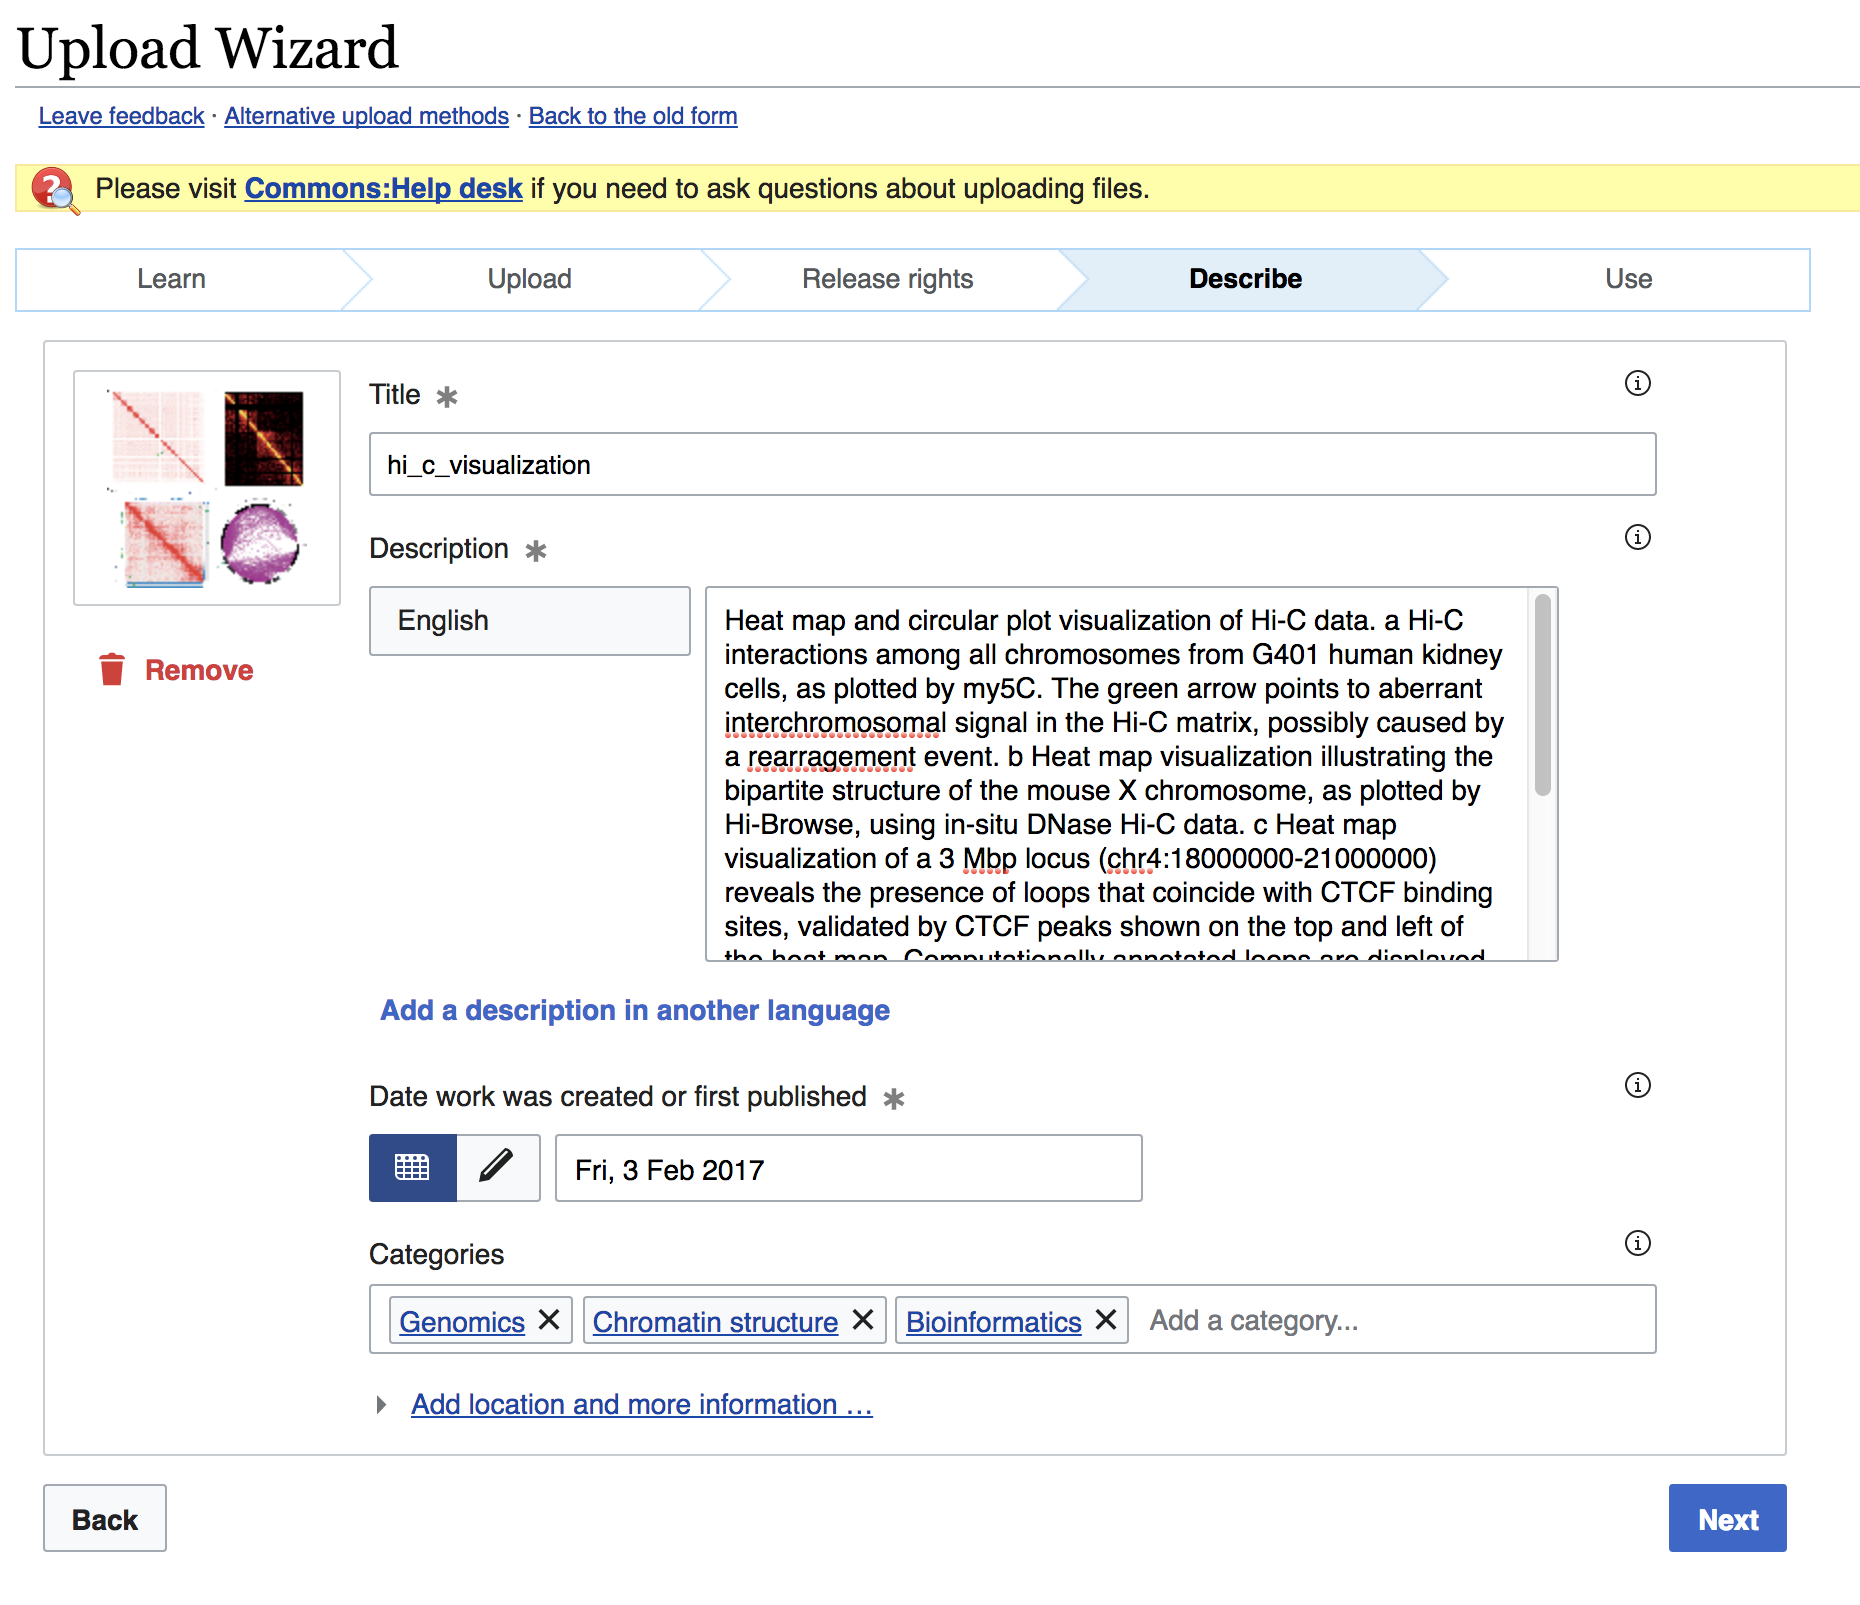 Upload Wizard
Leave feedback · Alternative upload methods · Back to the old form
Please visit Commons:Help desk if you need to ask questions about uploading files.
Learn Upload Release rights Describe Use
Title *
hi_c_visualization
Description *
English
Heat map and circular plot visualization of Hi-C data. a Hi-C
interactions among all chromosomes from G401 human kidney
cells, as plotted by my5C. The green arrow points to aberrant
interchromosomal signal in the Hi-C matrix, possibly caused by
a rearragement event. b Heat map visualization illustrating the
bipartite structure of the mouse X chromosome, as plotted by
Hi-Browse, using in-situ DNase Hi-C data. c Heat map
visualization of a 3 Mbp locus (chr4:18000000-21000000)
reveals the presence of loops that coincide with CTCF binding
sites, validated by CTCF peaks shown on the top and left of
the heat map. Computationally annotated loops are displayed
Remove
Add a description in another language
Date work was created or first published *
Fri, 3 Feb 2017
Categories
Genomics Chromatin structure Bioinformatics Add a category...
Add location and more information …
Back
Next